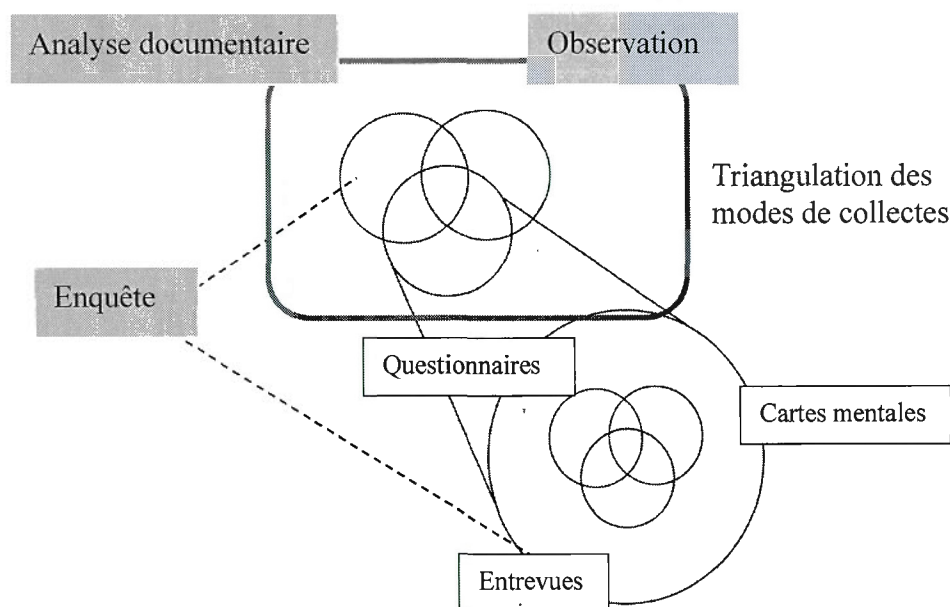 Analyse documentaire
Observation
Triangulation des
modes de collectes
Enquête
Questionnaires
Cartes mentales
Entrevues